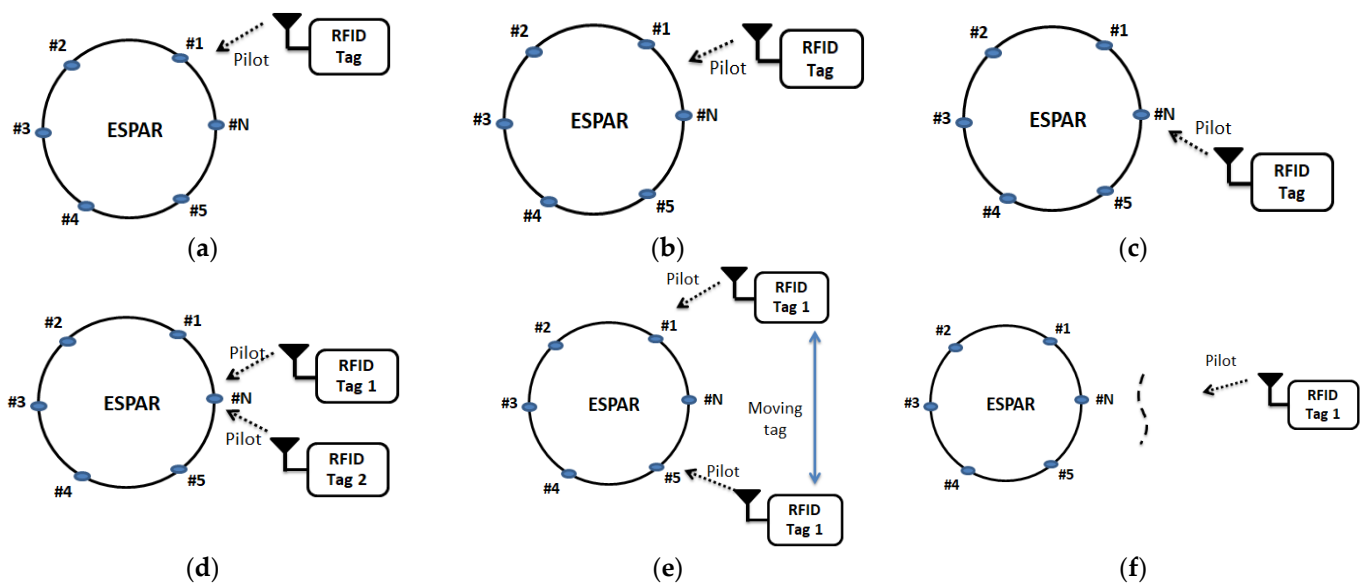 #1
#2
RFID
Tag
Pilot
#3
ESPAR
#N
#4
#5
(a)
#1
#2
RFID
Tag
Pilot
#3
ESPAR
#N
#4
#5
(b)
#1
#2
#3
ESPAR
#N
Pilot
RFID
Tag
#4
#5
(c)
#1
#2
Pilot
RFID
Tag 1
#3
ESPAR
#N
Pilot
RFID
Tag 2
#4
#5
(d)
Pilot
RFID
Tag 1
#1
#2
#3
ESPAR
#N
Moving
tag
Pilot
#4
#5
RFID
Tag 1
(e)
#1
#2
Pilot
RFID
Tag 1
#3
ESPAR
#N
#4
#5
(f)